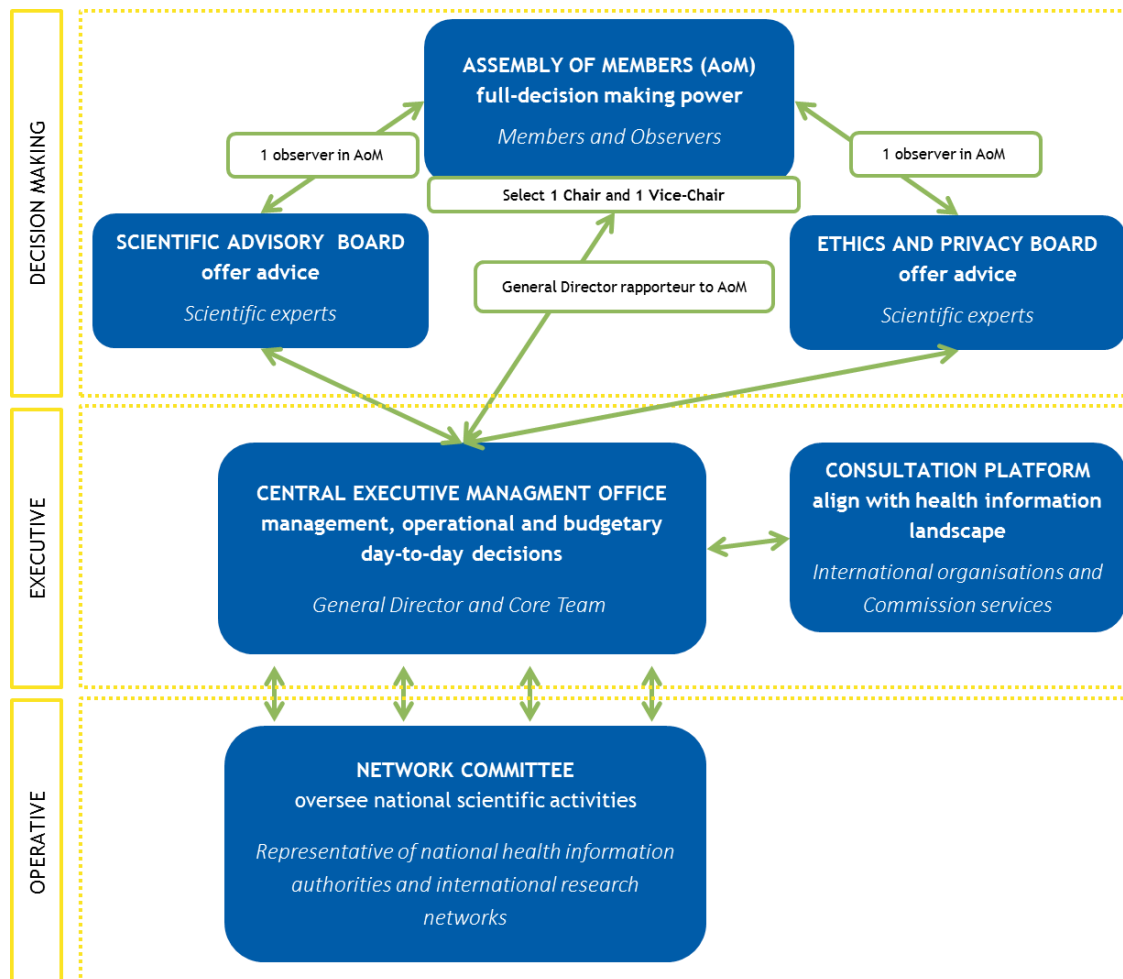 DECISION MAKING
ASSEMBLY OF MEMBERS (AoM)
full-decision making power
Members and Observers
1 observer in AoM
1 observer in AoM
Select 1 Chair and 1 Vice-Chair
SCIENTIFIC ADVISORY BOARD
offer advice
Scientific experts
General Director rapporteur to AoM
ETHICS AND PRIVACY BOARD
offer advice
Scientific experts
EXECUTIVE
CENTRAL EXECUTIVE MANAGMENT OFFICE
management, operational and budgetary
day-to-day decisions
General Director and Core Team
CONSULTATION PLATFORM
align with health information
landscape
International organisations and
Commission services
OPERATIVE
NETWORK COMMITTEE
oversee national scientific activities
Representative of national health information
authorities and international research
networks